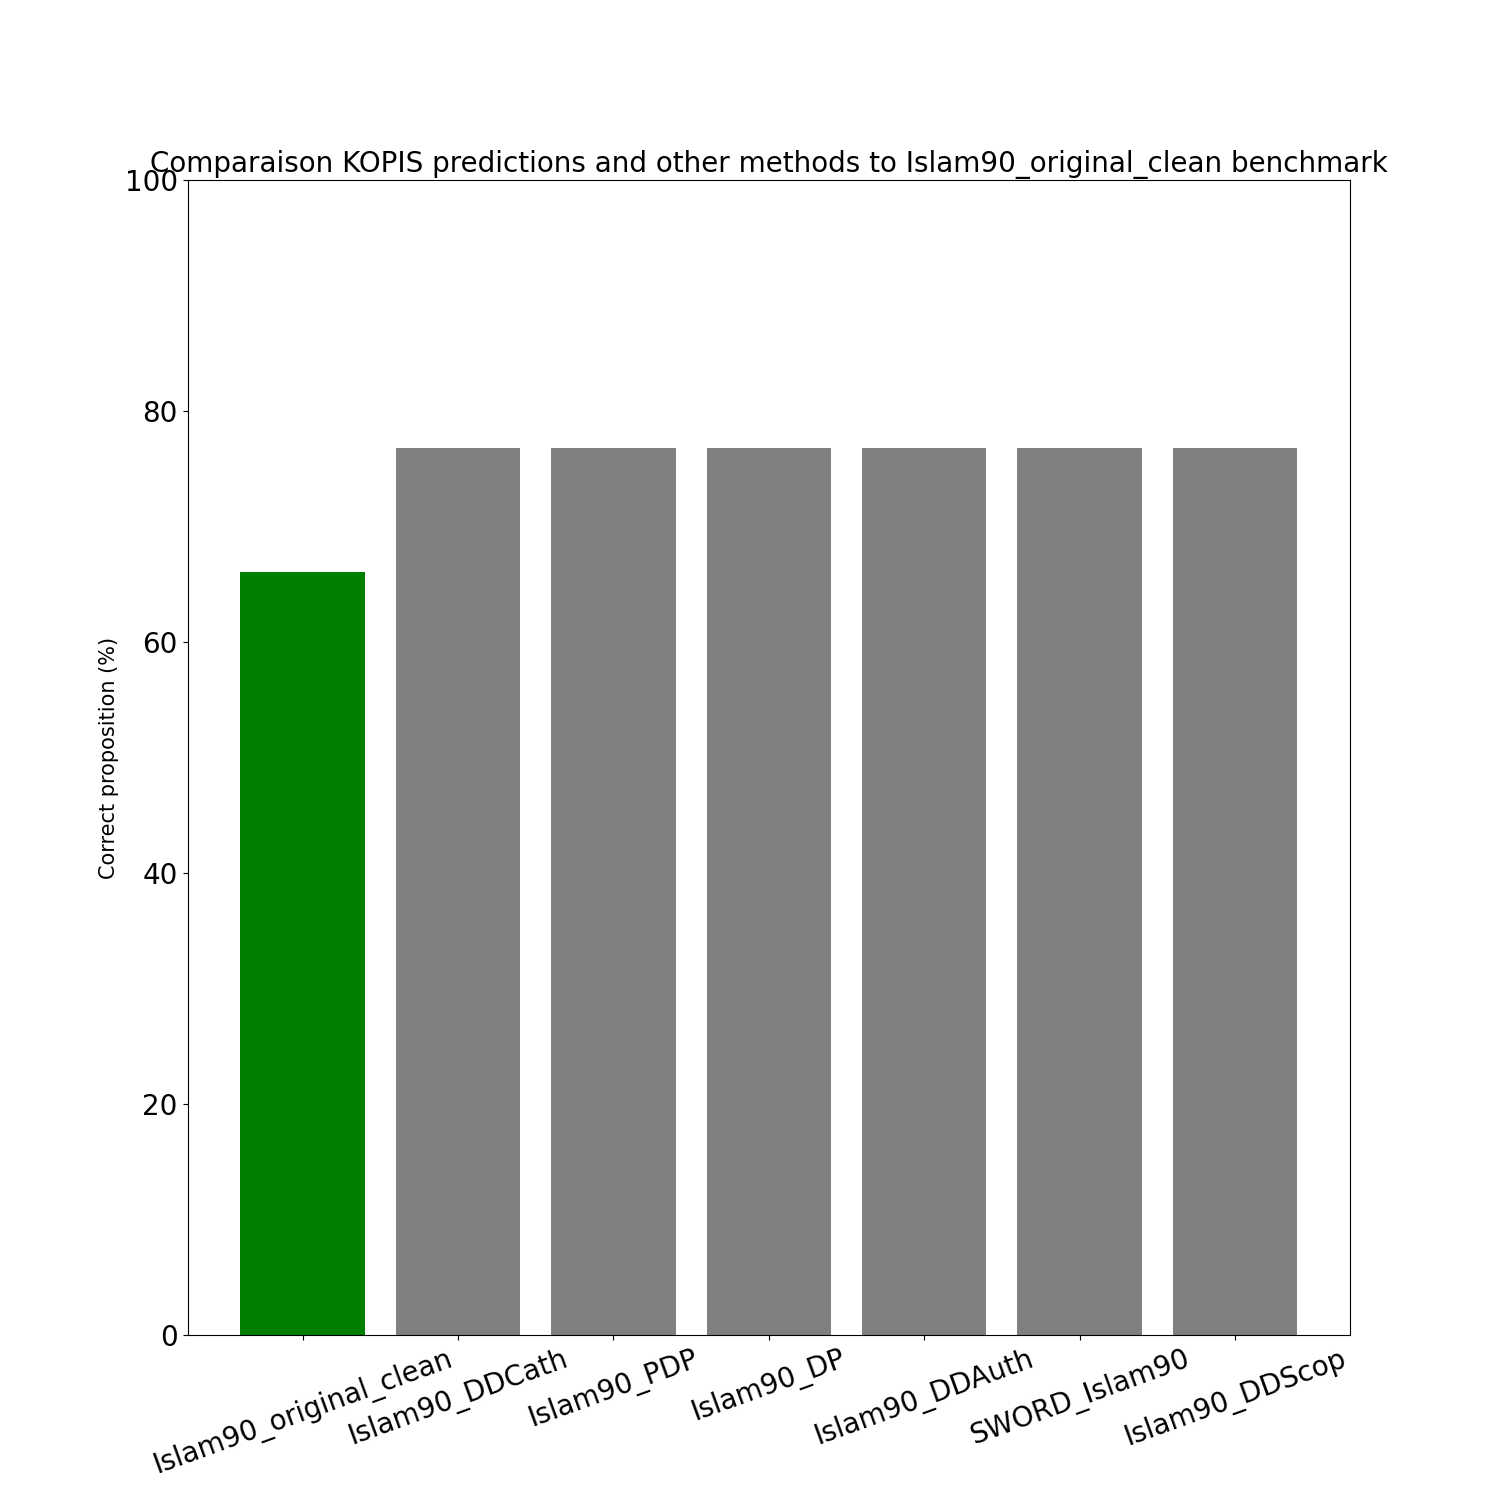 Comparaison KOPIS predictions and other methods to Islam90_original_clean benchmark
100
80
60
40
20
0
Correct proposition (%)
Islam90_original_clean
Islam90_DDCath
Islam90_PDP
Islam90_DP
Islam90_DDAuth
SWORD_Islam90
Islam90_DDScop